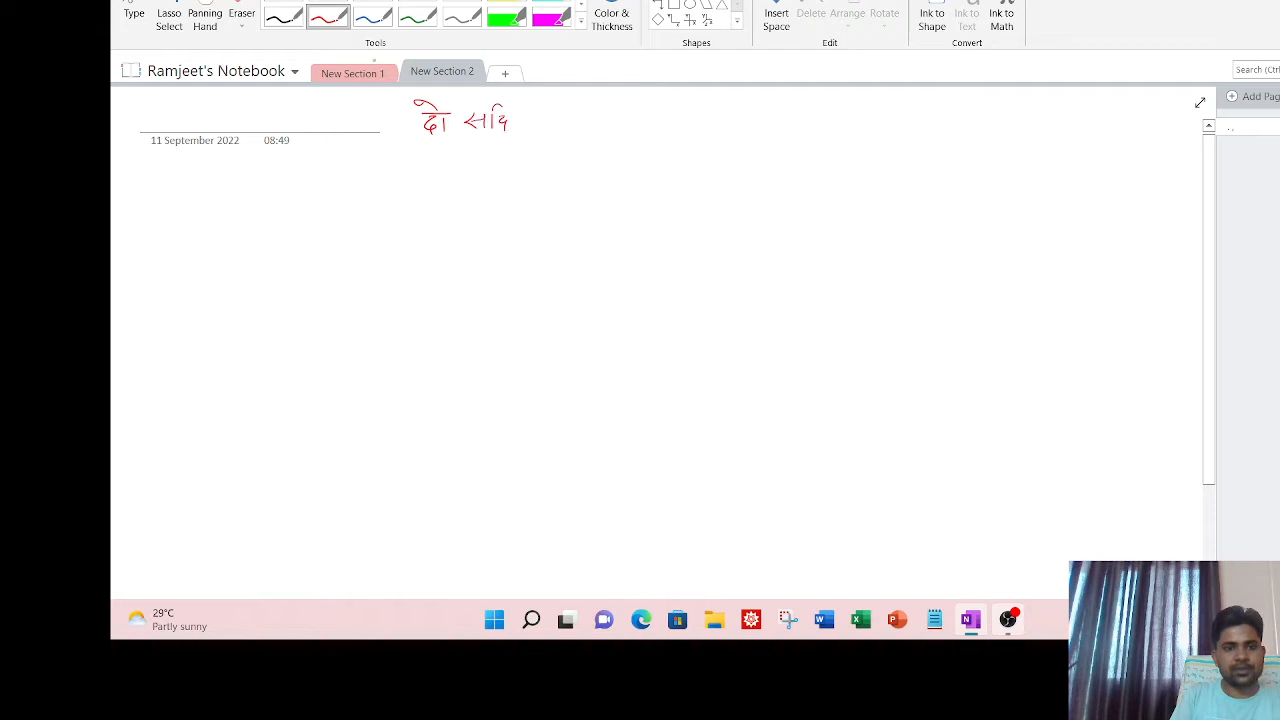 Type Lasso Select Panning Hand Eraser Color & Thickness Insert Space Delete Arrange Rotate Ink to Shape Ink to Text Ink to Math
Tools Shapes Edit Convert
Ramjeet's Notebook New Section 1 New Section 2 + Search (Ctrl
Add Pag
दो सदि
11 September 2022 08:49
29°C
Partly sunny